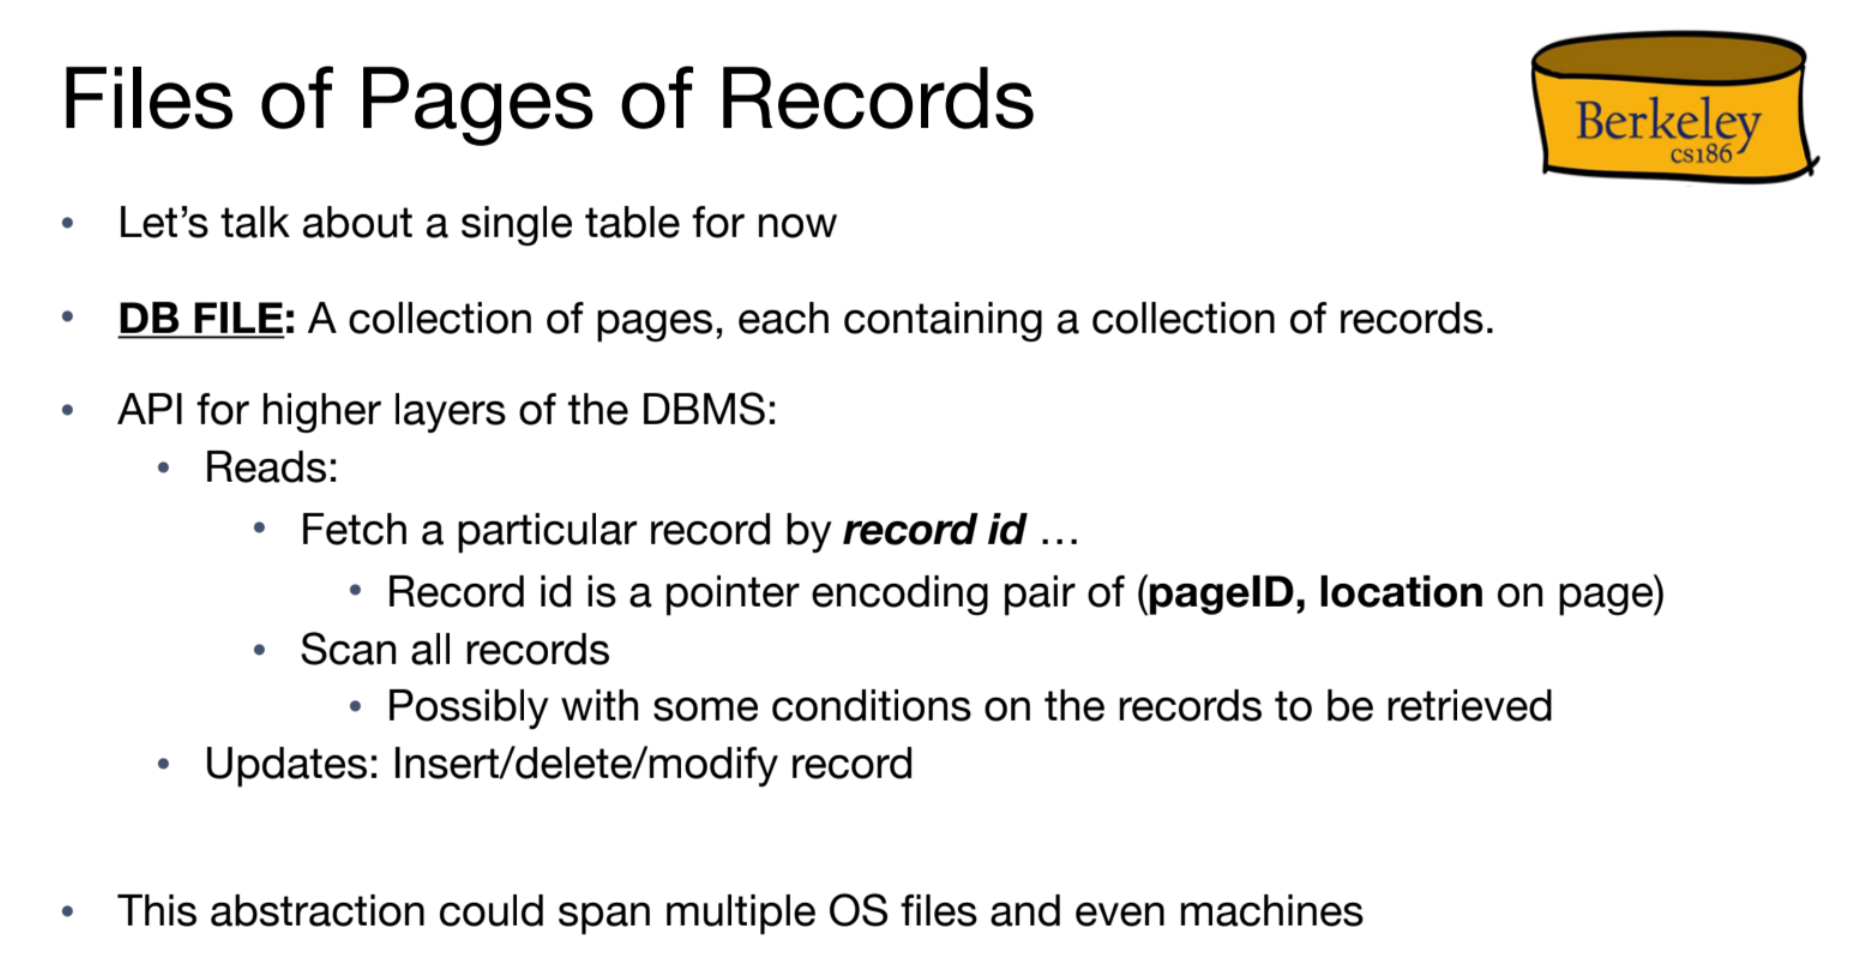 Files of Pages of Records
Berkeley
cs186
• Let’s talk about a single table for now
• DB FILE: A collection of pages, each containing a collection of records.
• API for higher layers of the DBMS:
• Reads:
• Fetch a particular record by record id …
• Record id is a pointer encoding pair of (pageID, location on page)
• Scan all records
• Possibly with some conditions on the records to be retrieved
• Updates: Insert/delete/modify record
• This abstraction could span multiple OS files and even machines